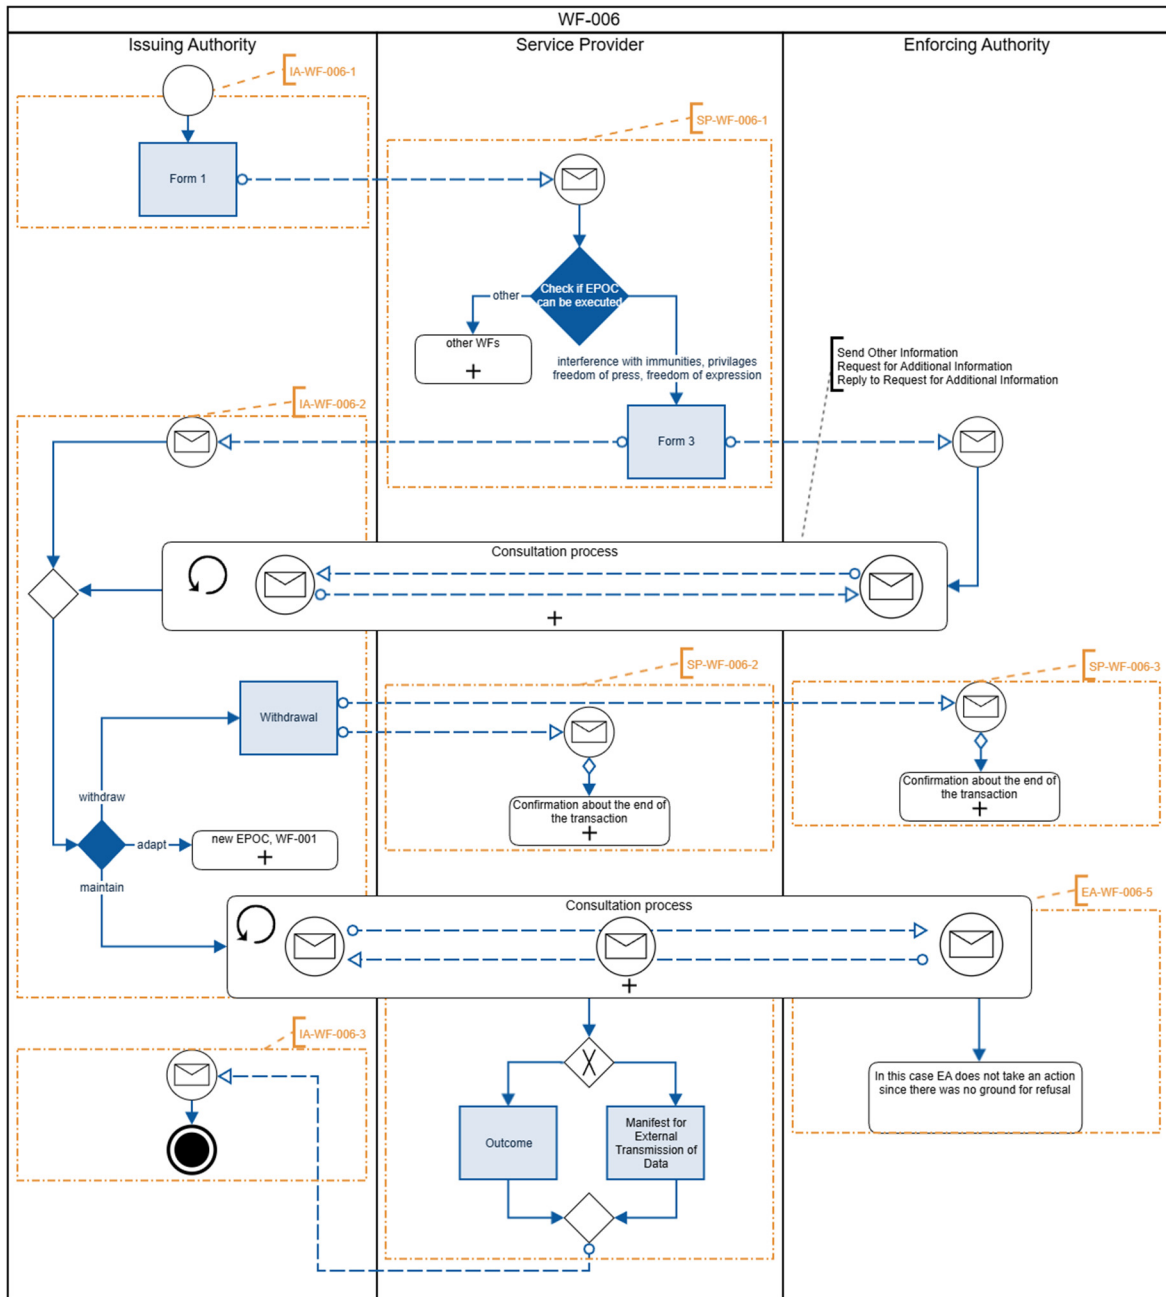 WF-006
Issuing Authority
Service Provider
Enforcing Authority
IA-WF-006-1
SP-WF-006-1
Form 1
Check if EPOC
can be executed
other
other WFs
interference with immunities, privilages
freedom of press, freedom of expression
Send Other Information
Request for Additional Information
Reply to Request for Additional Information
IA-WF-006-2
Form 3
Consultation process
SP-WF-006-2
SP-WF-006-3
Withdrawal
Confirmation about the end of
the transaction
Confirmation about the end of
the transaction
withdraw
adapt
new EPOC, WF-001
maintain
EA-WF-006-5
Consultation process
IA-WF-006-3
X
In this case EA does not take an action
since there was no ground for refusal
Outcome
Manifest for
External
Transmission of
Data